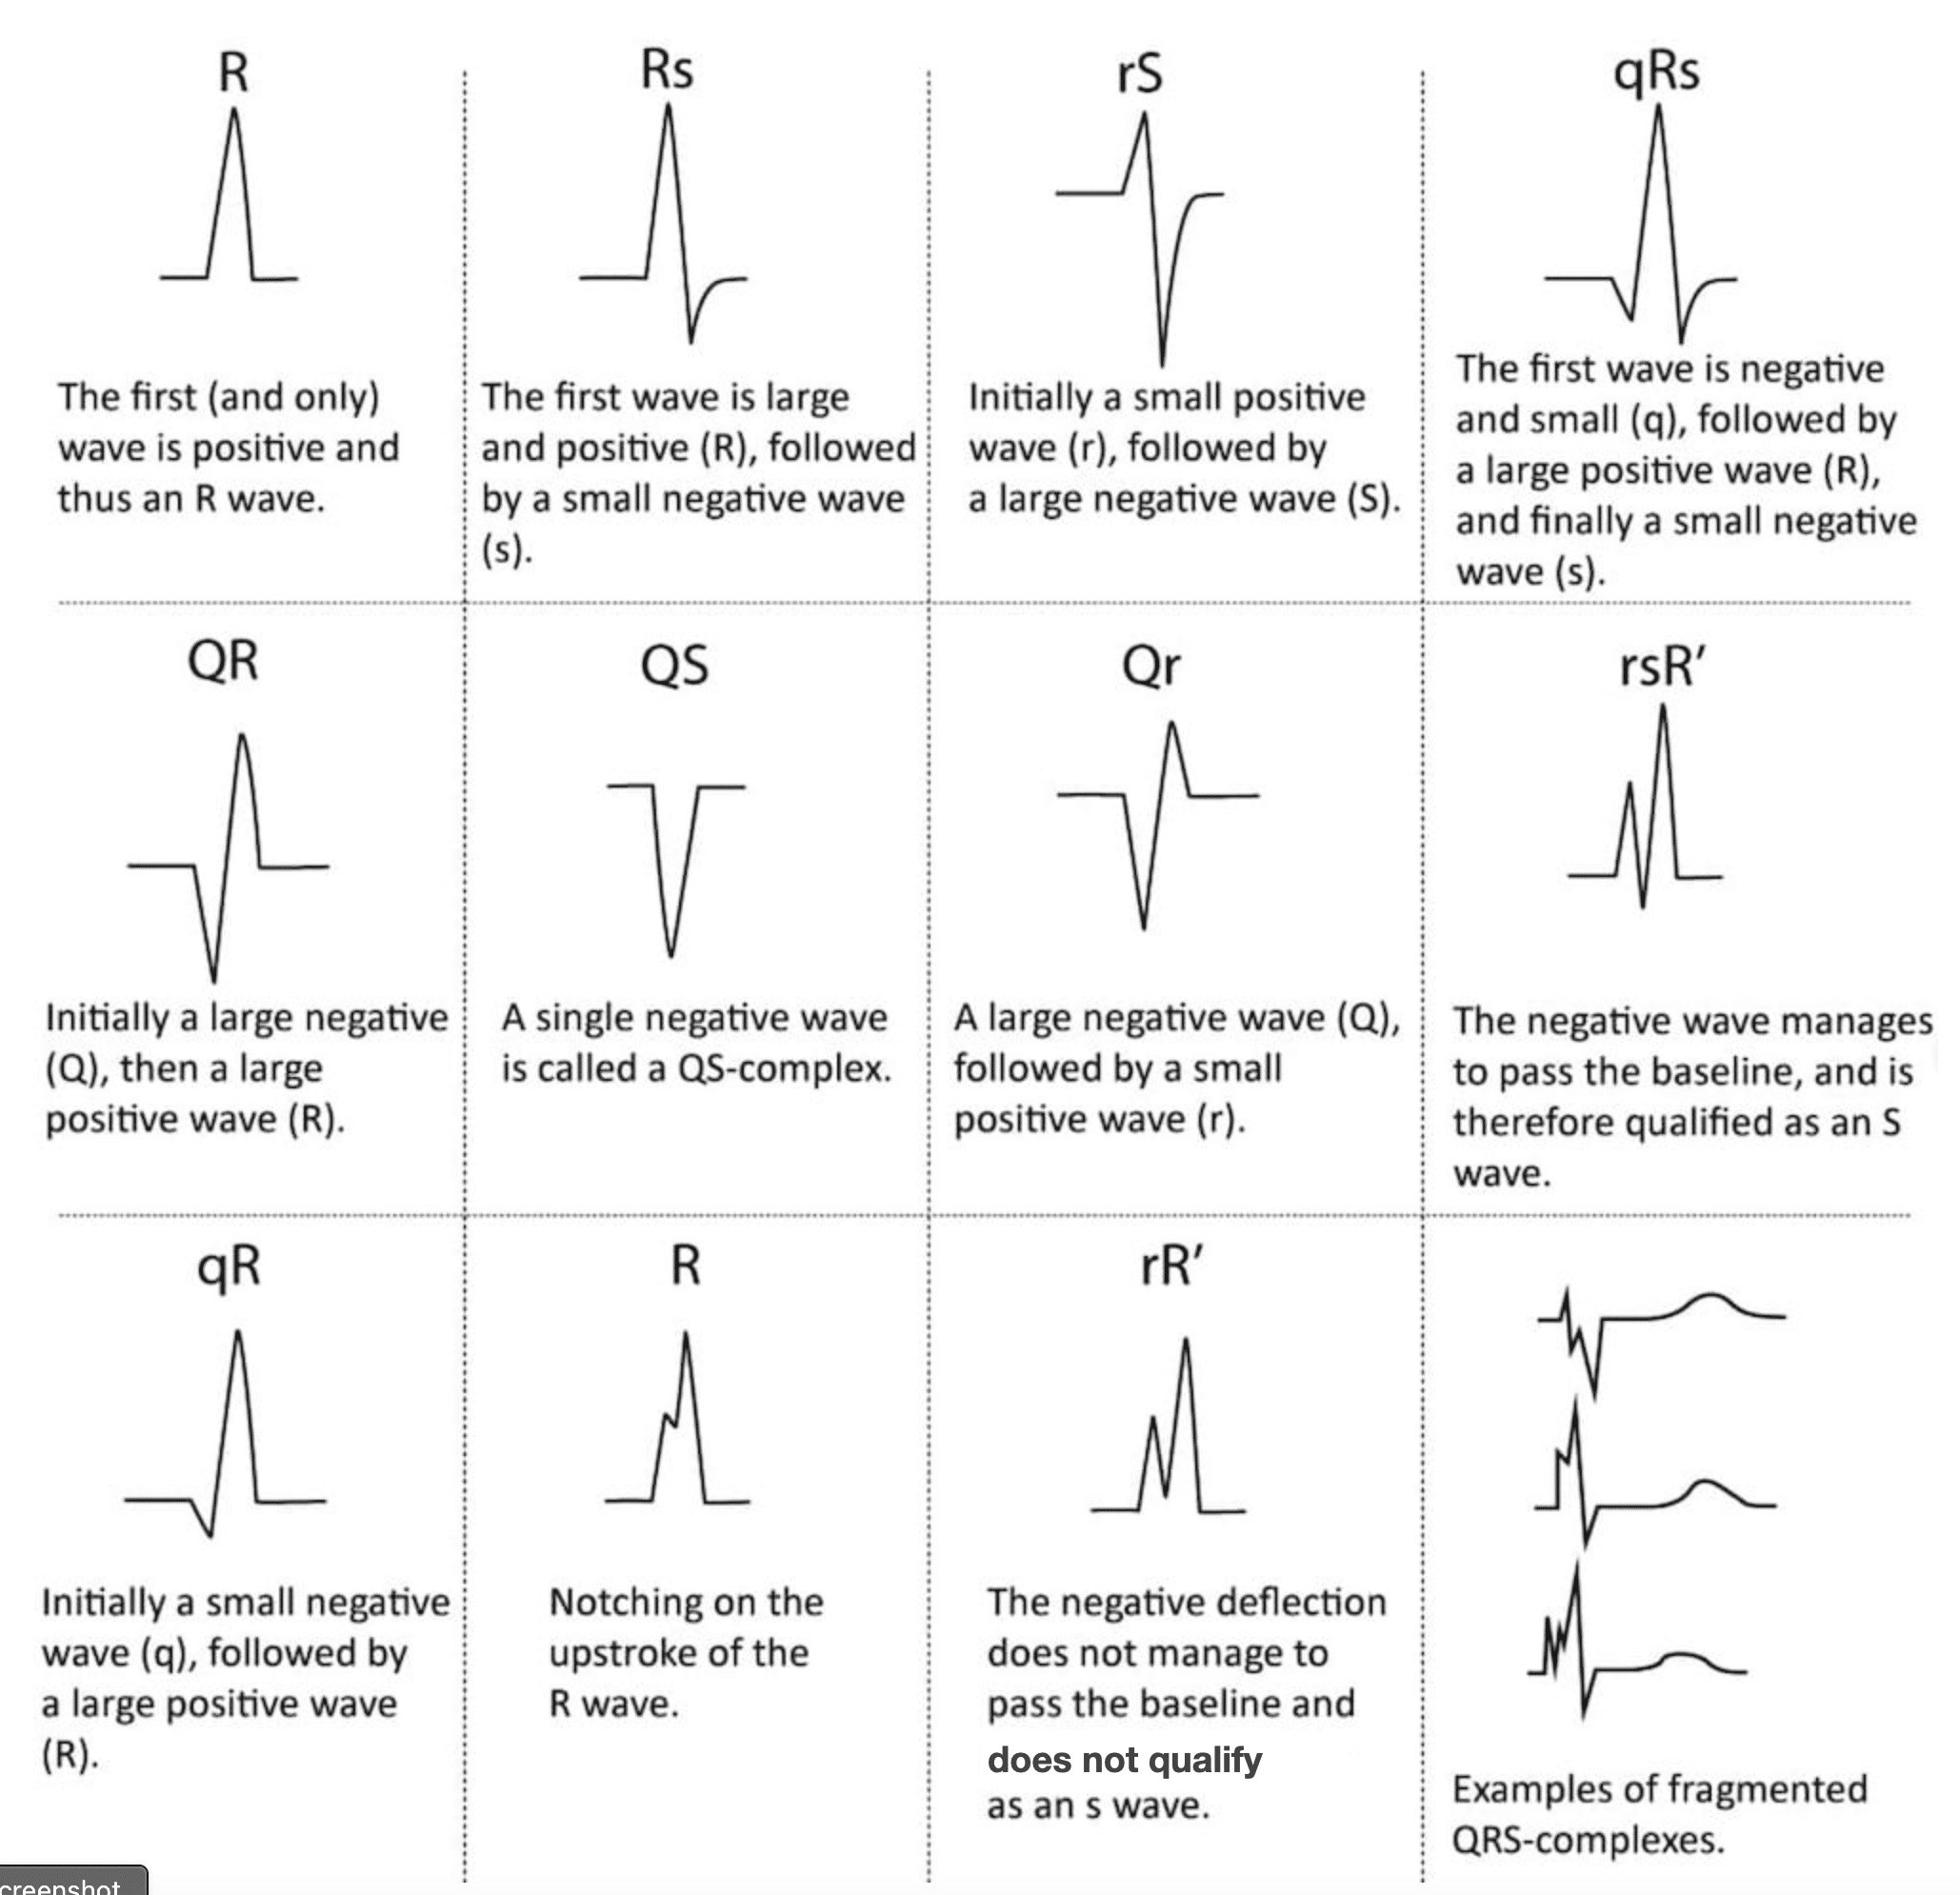 R
The first (and only)
wave is positive and
thus an R wave.
Rs
The first wave is large
and positive (R), followed
by a small negative wave
(s).
rS
Initially a small positive
wave (r), followed by
a large negative wave (S).
qRs
The first wave is negative
and small (q), followed by
a large positive wave (R),
and finally a small negative
wave (s).
QR
Initially a large negative
(Q), then a large
positive wave (R).
QS
A single negative wave
is called a QS-complex.
Qr
A large negative wave (Q),
followed by a small
positive wave (r).
rsR′
The negative wave manages
to pass the baseline, and is
therefore qualified as an S
wave.
qR
Initially a small negative
wave (q), followed by
a large positive wave
(R).
R
Notching on the
upstroke of the
R wave.
rR′
The negative deflection
does not manage to
pass the baseline and
does not qualify
as an s wave.
Examples of fragmented
QRS-complexes.
creenshot